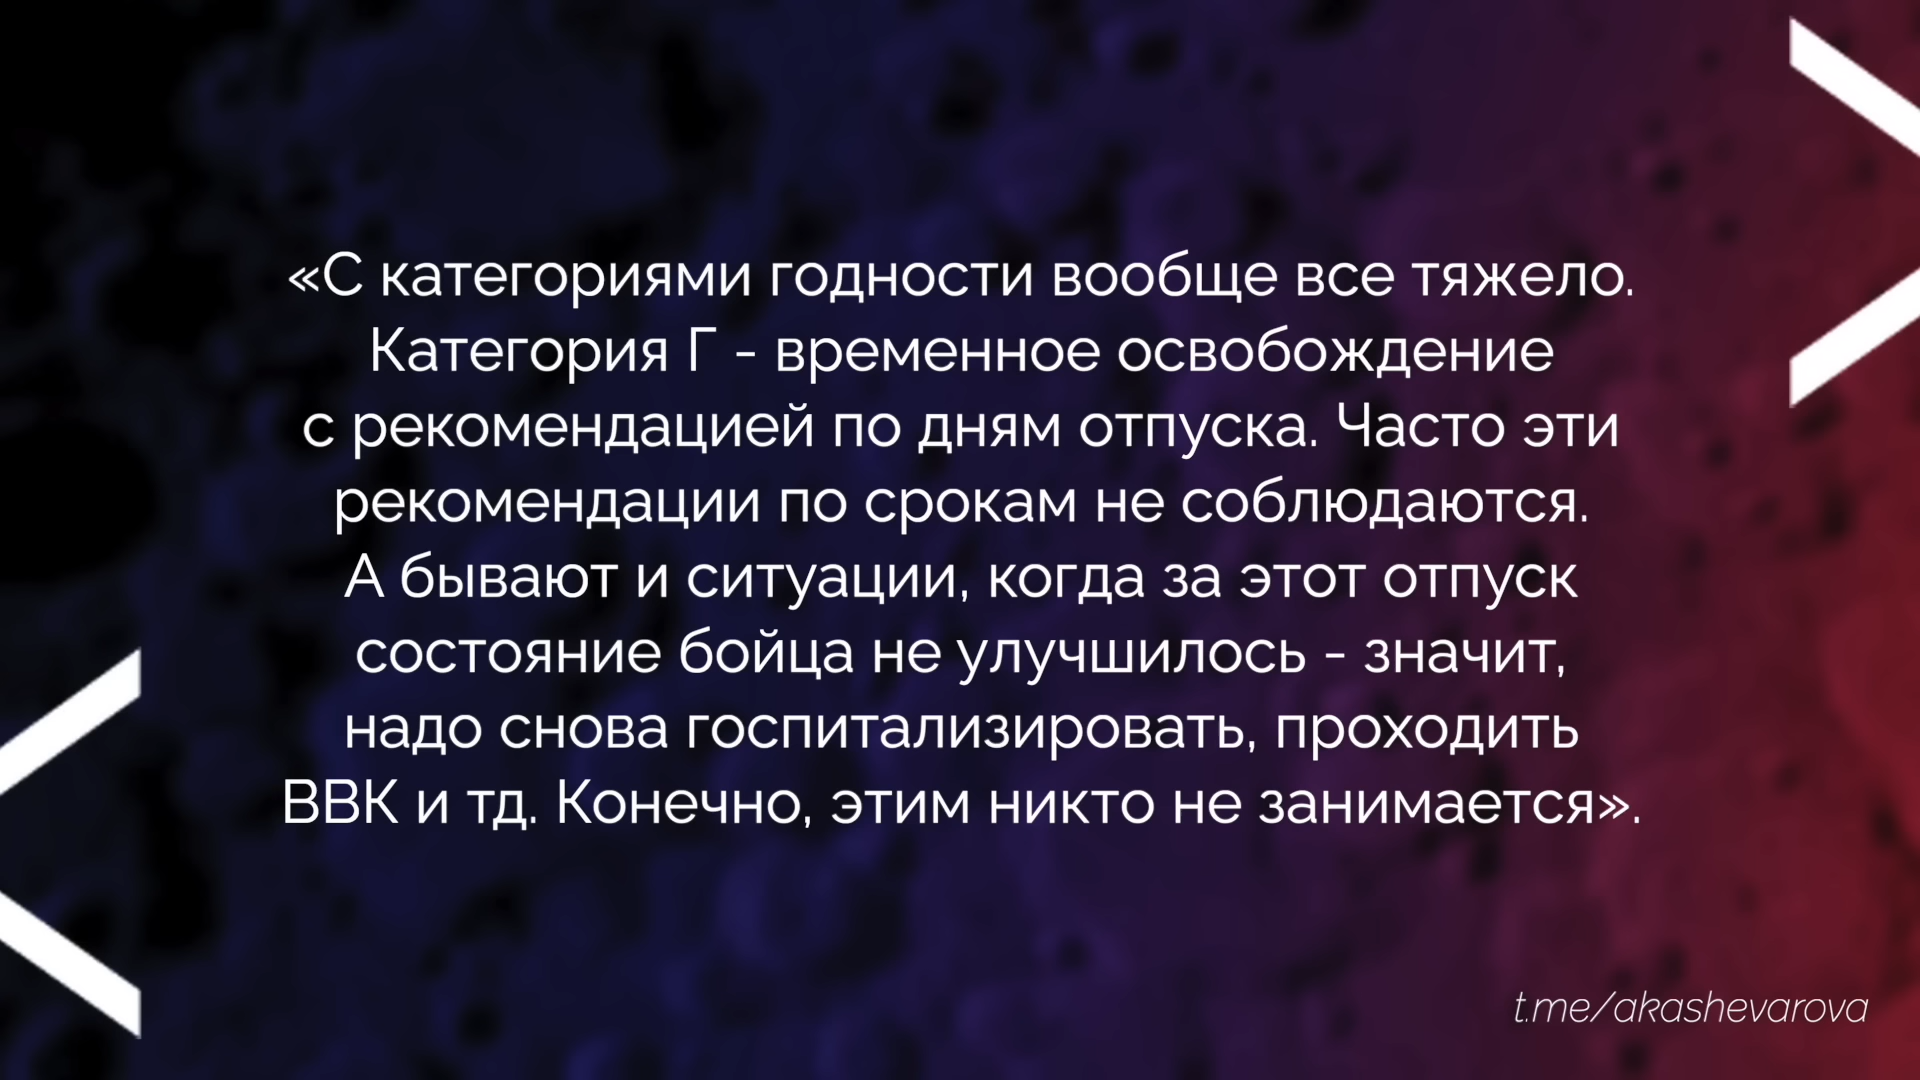 «С категориями годности вообще все тяжело.
Категория Г - временное освобождение
с рекомендацией по дням отпуска. Часто эти
рекомендации по срокам не соблюдаются.
А бывают и ситуации, когда за этот отпуск
состояние бойца не улучшилось - значит,
надо снова госпитализировать, проходить
ВВК и тд. Конечно, этим никто не занимается».
t.me/akashevarova